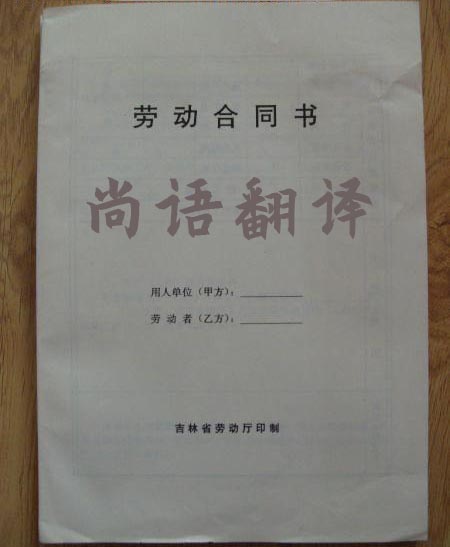 劳动合同书
尚语翻译
用人单位（甲方）：
劳动者（乙方）：
吉林省劳动厅印制